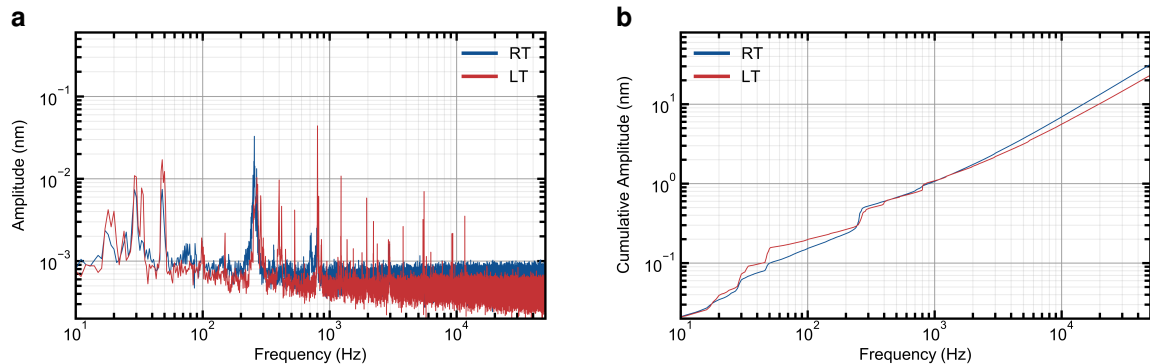 a
RT
LT
10^-1
10^-2
10^-3
Amplitude (nm)
10^1
10^2
10^3
10^4
Frequency (Hz)
b
RT
LT
10^1
10^0
10^-1
Cumulative Amplitude (nm)
10^1
10^2
10^3
10^4
Frequency (Hz)